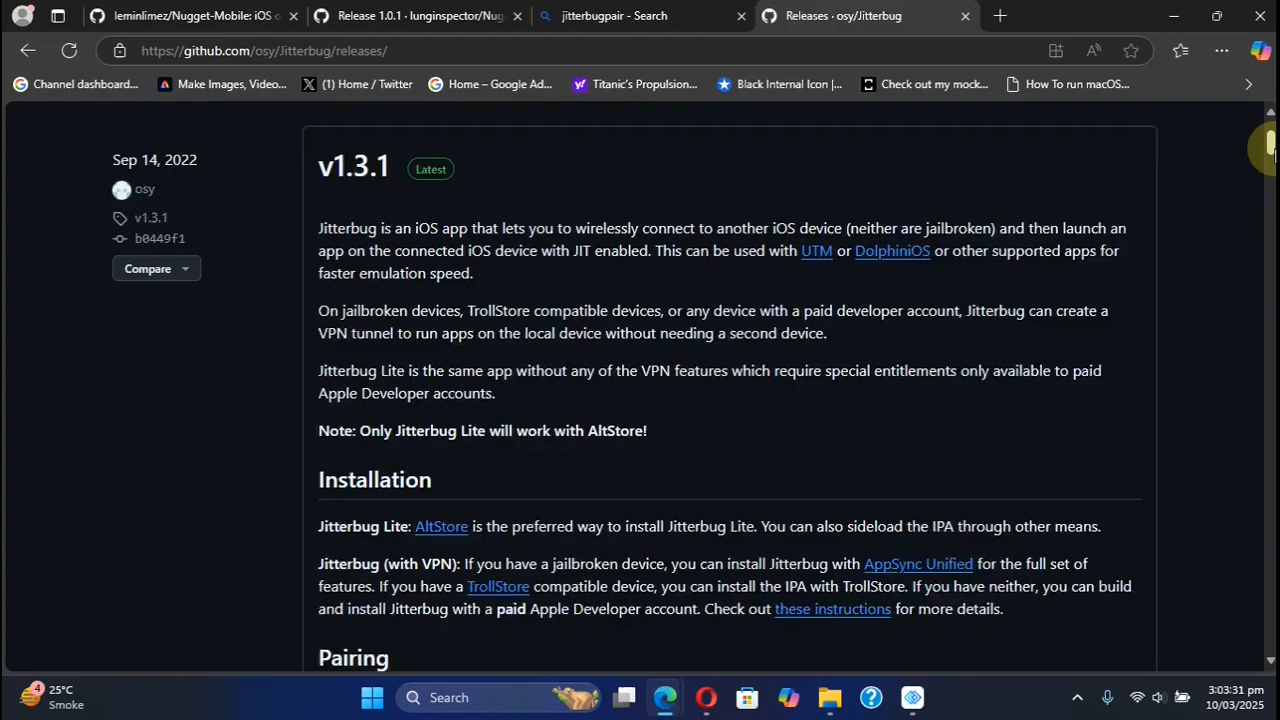 leminlimez/Nugget-Mobile: iOS
Release 1.0.1 · lunginspector/Nug
jitterbugpair - Search
Releases · osy/Jitterbug
https://github.com/osy/Jitterbug/releases/
Channel dashboard...
Make Images, Video...
(1) Home / Twitter
Home – Google Ad...
Titanic's Propulsion...
Black Internal Icon |...
Check out my mock...
How To run macOS...
Sep 14, 2022
osy
v1.3.1
b0449f1
Compare
v1.3.1 Latest
Jitterbug is an iOS app that lets you to wirelessly connect to another iOS device (neither are jailbroken) and then launch an
app on the connected iOS device with JIT enabled. This can be used with UTM or DolphiniOS or other supported apps for
faster emulation speed.
On jailbroken devices, TrollStore compatible devices, or any device with a paid developer account, Jitterbug can create a
VPN tunnel to run apps on the local device without needing a second device.
Jitterbug Lite is the same app without any of the VPN features which require special entitlements only available to paid
Apple Developer accounts.
Note: Only Jitterbug Lite will work with AltStore!
Installation
Jitterbug Lite: AltStore is the preferred way to install Jitterbug Lite. You can also sideload the IPA through other means.
Jitterbug (with VPN): If you have a jailbroken device, you can install Jitterbug with AppSync Unified for the full set of
features. If you have a TrollStore compatible device, you can install the IPA with TrollStore. If you have neither, you can build
and install Jitterbug with a paid Apple Developer account. Check out these instructions for more details.
Pairing
4
25°C
Smoke
Search
3:03:31 pm
10/03/2025